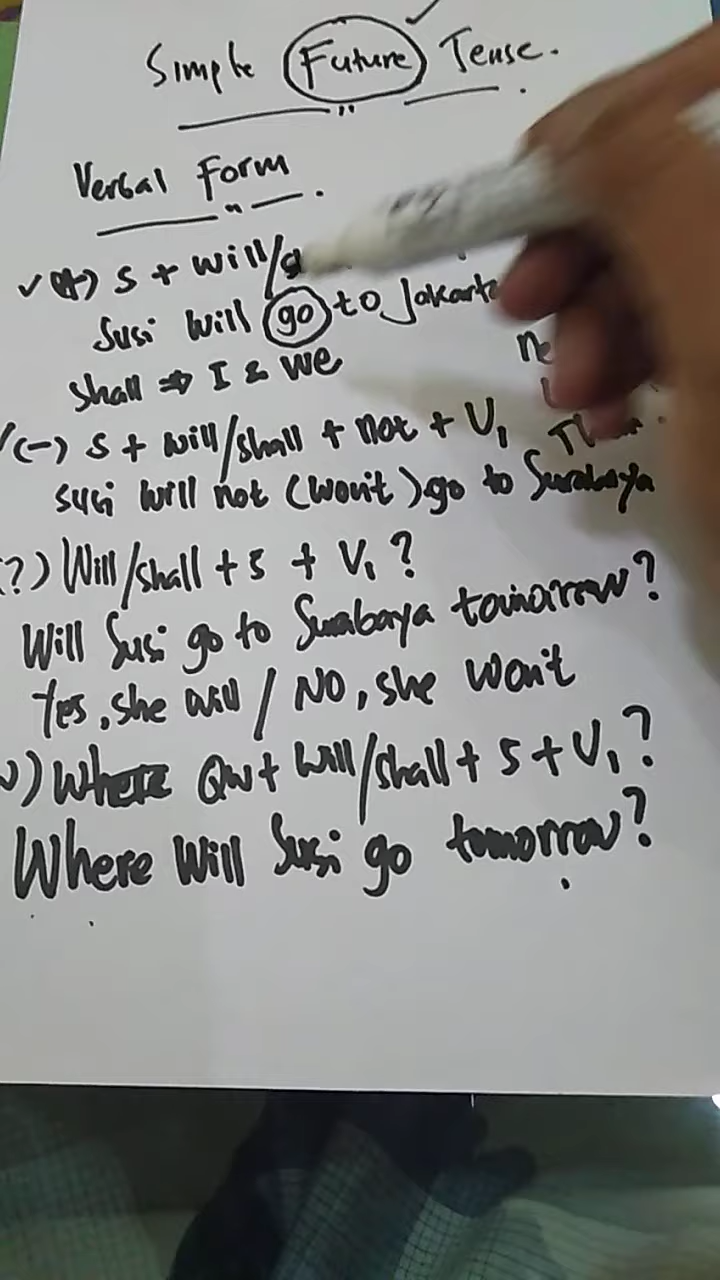 Simple Future Tense.
Verbal Form
(+) S + will/
Susi will go to Jakarta
Shall ⇒ I & we
(-) S + will/shall + not + V1
Susi will not (won't) go to Surabaya
?) Will/shall + S + V1?
Will Susi go to Surabaya tomorrow?
Yes, she will / NO, she won't
) Where Qw + will/shall + S + V1?
Where will Susi go tomorrow?